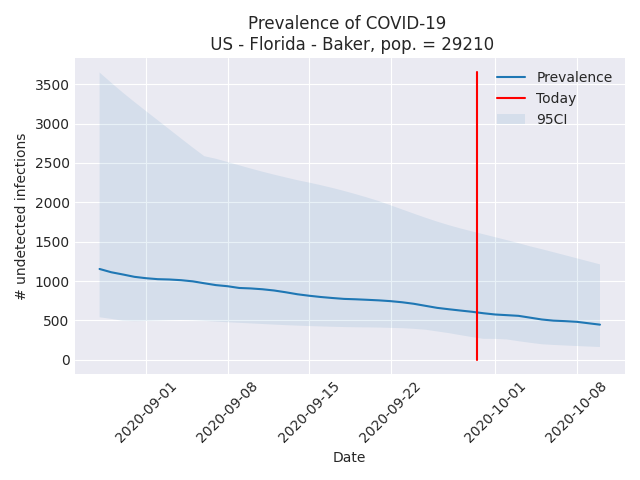 Prevalence of COVID-19
US - Florida - Baker, pop. = 29210
Prevalence
Today
95CI
# undetected infections
3500
3000
2500
2000
1500
1000
500
0
2020-09-01
2020-09-08
2020-09-15
2020-09-22
2020-10-01
2020-10-08
Date